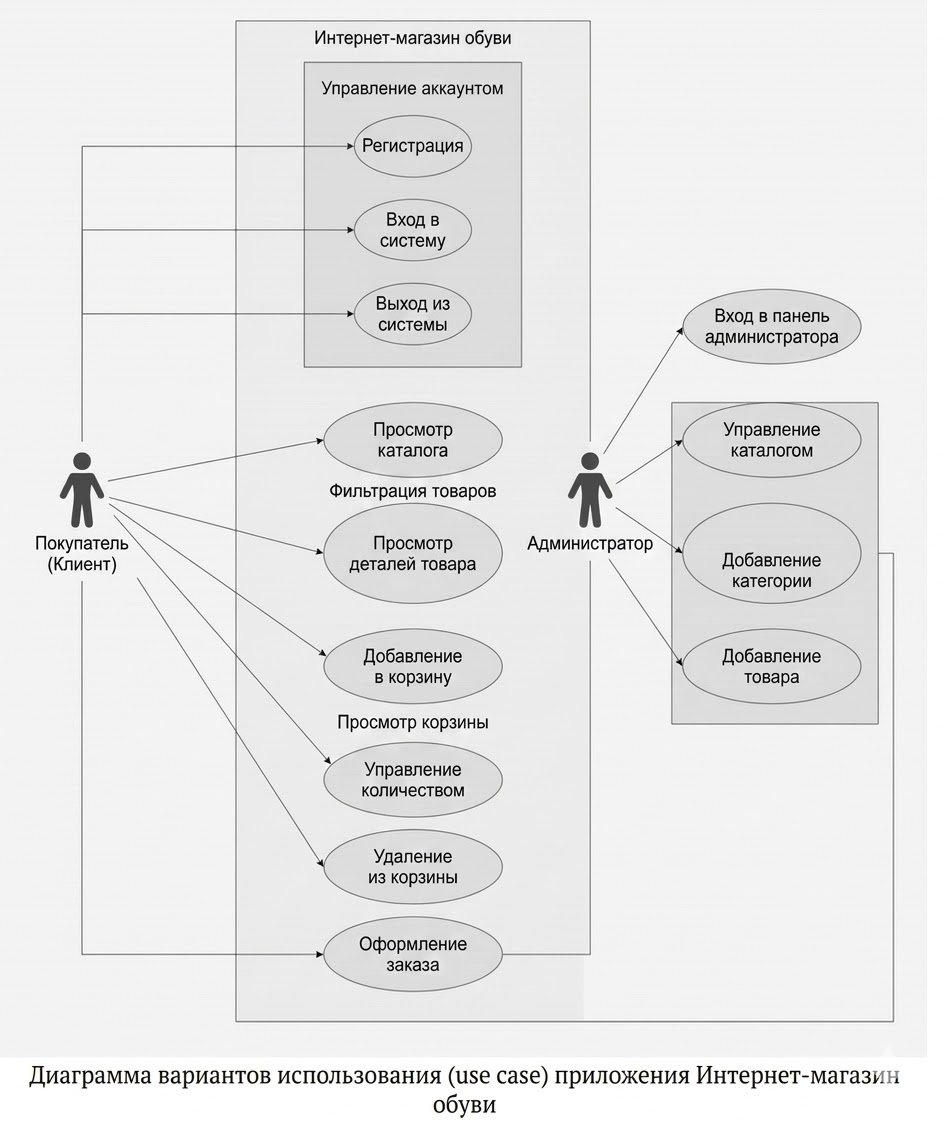 Интернет-магазин обуви
Управление аккаунтом
Регистрация
Вход в
систему
Выход из
системы
Вход в панель
администратора
Просмотр
каталога
Фильтрация товаров
Просмотр
деталей товара
Управление
каталогом
Добавление
категории
Добавление
товара
Покупатель
(Клиент)
Администратор
Добавление
в корзину
Просмотр корзины
Управление
количеством
Удаление
из корзины
Оформление
заказа
Диаграмма вариантов использования (use case) приложения Интернет-магазин
обуви